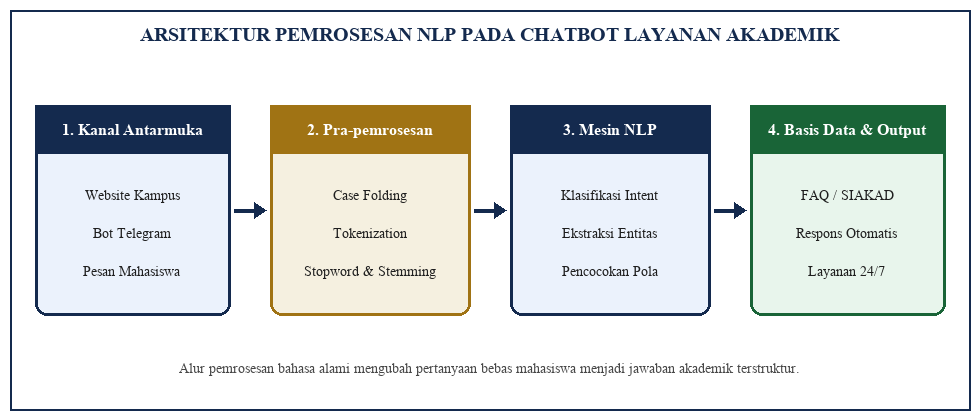 ARSITEKTUR PEMROSESAN NLP PADA CHATBOT LAYANAN AKADEMIK
1. Kanal Antarmuka
Website Kampus
Bot Telegram
Pesan Mahasiswa
2. Pra-pemrosesan
Case Folding
Tokenization
Stopword & Stemming
3. Mesin NLP
Klasifikasi Intent
Ekstraksi Entitas
Pencocokan Pola
4. Basis Data & Output
FAQ / SIAKAD
Respons Otomatis
Layanan 24/7
Alur pemrosesan bahasa alami mengubah pertanyaan bebas mahasiswa menjadi jawaban akademik terstruktur.